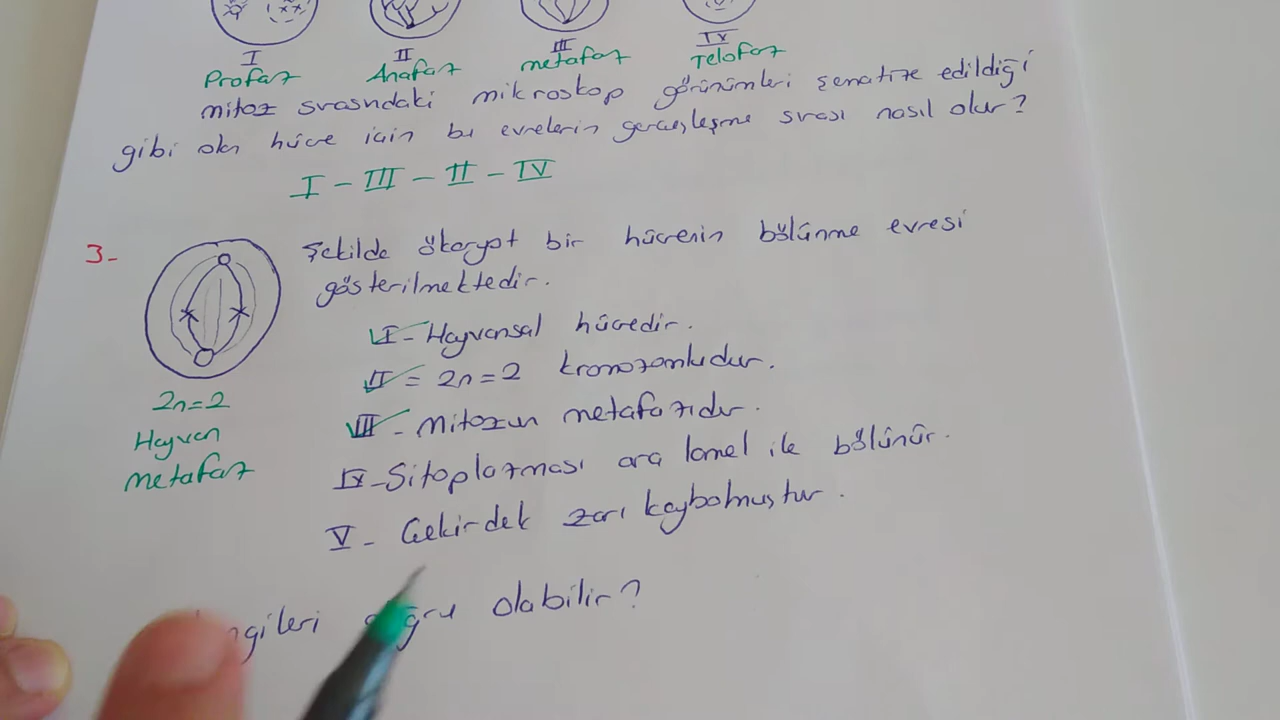 I II III IV
Profaz Anafaz metafaz Telofaz
mitoz sırasındaki mikroskop görünümleri şematize edildiği
gibi olan hücre için bu evrelerin gerçekleşme sırası nasıl olur?
I - III - II - IV
3- Şekilde ökaryot bir hücrenin bölünme evresi
gösterilmektedir.
I- Hayvansal hücredir.
II = 2n=2 kromozomludur.
III - Mitozun metafazıdır.
IV-Sitoplazması ara lamel ile bölünür.
V- Çekirdek zarı kaybolmuştur.
2n=2
Hayvan
metafaz
olabilir?